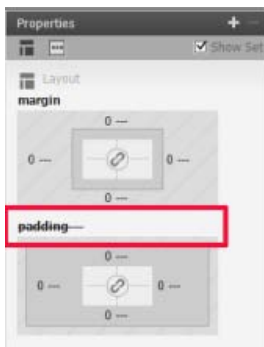 Properties
Show Set
Layout
margin
0 ---
0 --- 0 ---
0 ---
padding
0 ---
0 --- 0 ---
0 ---